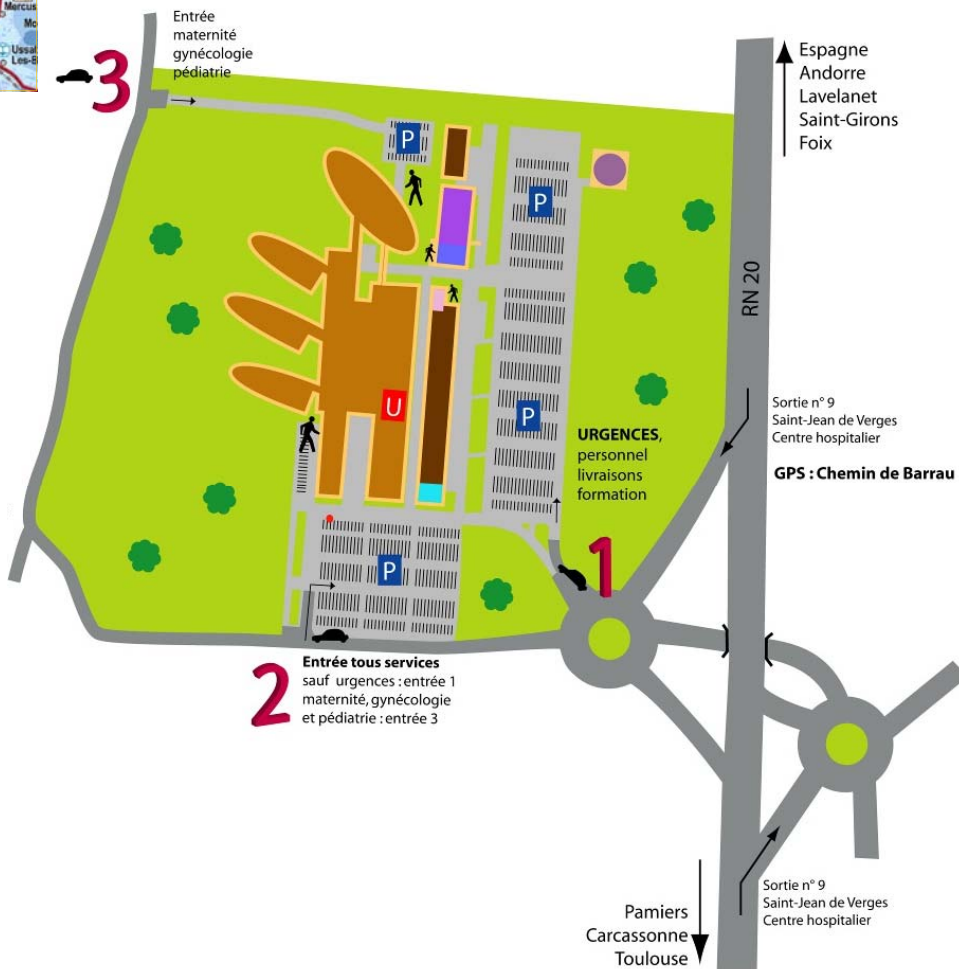 Mercus
3
Entrée
maternité
gynécologie
pédiatrie
P
P
Espagne
Andorre
Lavelanet
Saint-Girons
Foix
RN 20
U
P
URGENCES,
personnel
livraisons
formation
Sortie n° 9
Saint-Jean de Verges
Centre hospitalier
GPS : Chemin de Barrau
1
P
2
Entrée tous services
sauf urgences : entrée 1
maternité, gynécologie
et pédiatrie : entrée 3
Sortie n° 9
Saint-Jean de Verges
Centre hospitalier
Pamiers
Carcassonne
Toulouse